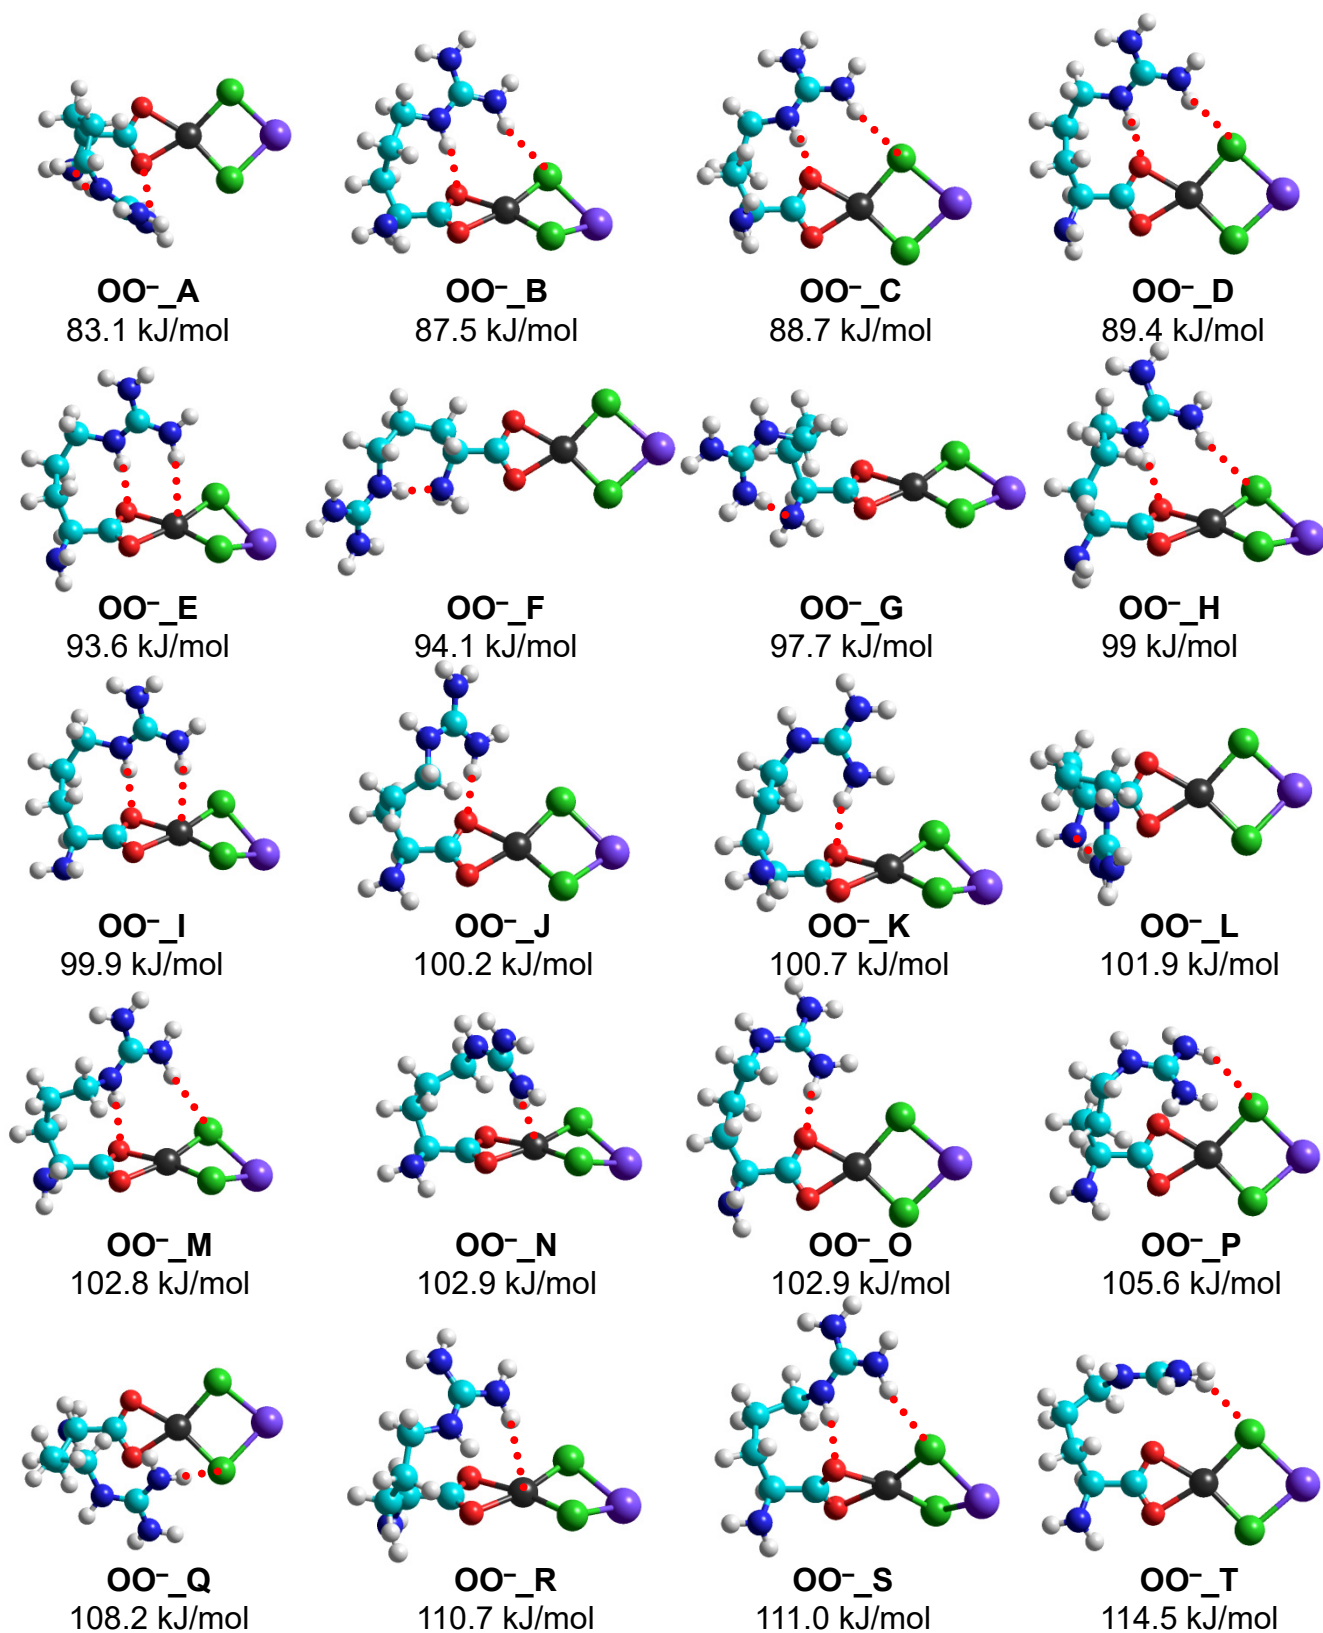 OO⁻_A OO⁻_B OO⁻_C OO⁻_D
83.1 kJ/mol 87.5 kJ/mol 88.7 kJ/mol 89.4 kJ/mol
OO⁻_E OO⁻_F OO⁻_G OO⁻_H
93.6 kJ/mol 94.1 kJ/mol 97.7 kJ/mol 99 kJ/mol
OO⁻_I OO⁻_J OO⁻_K OO⁻_L
99.9 kJ/mol 100.2 kJ/mol 100.7 kJ/mol 101.9 kJ/mol
OO⁻_M OO⁻_N OO⁻_O OO⁻_P
102.8 kJ/mol 102.9 kJ/mol 102.9 kJ/mol 105.6 kJ/mol
OO⁻_Q OO⁻_R OO⁻_S OO⁻_T
108.2 kJ/mol 110.7 kJ/mol 111.0 kJ/mol 114.5 kJ/mol